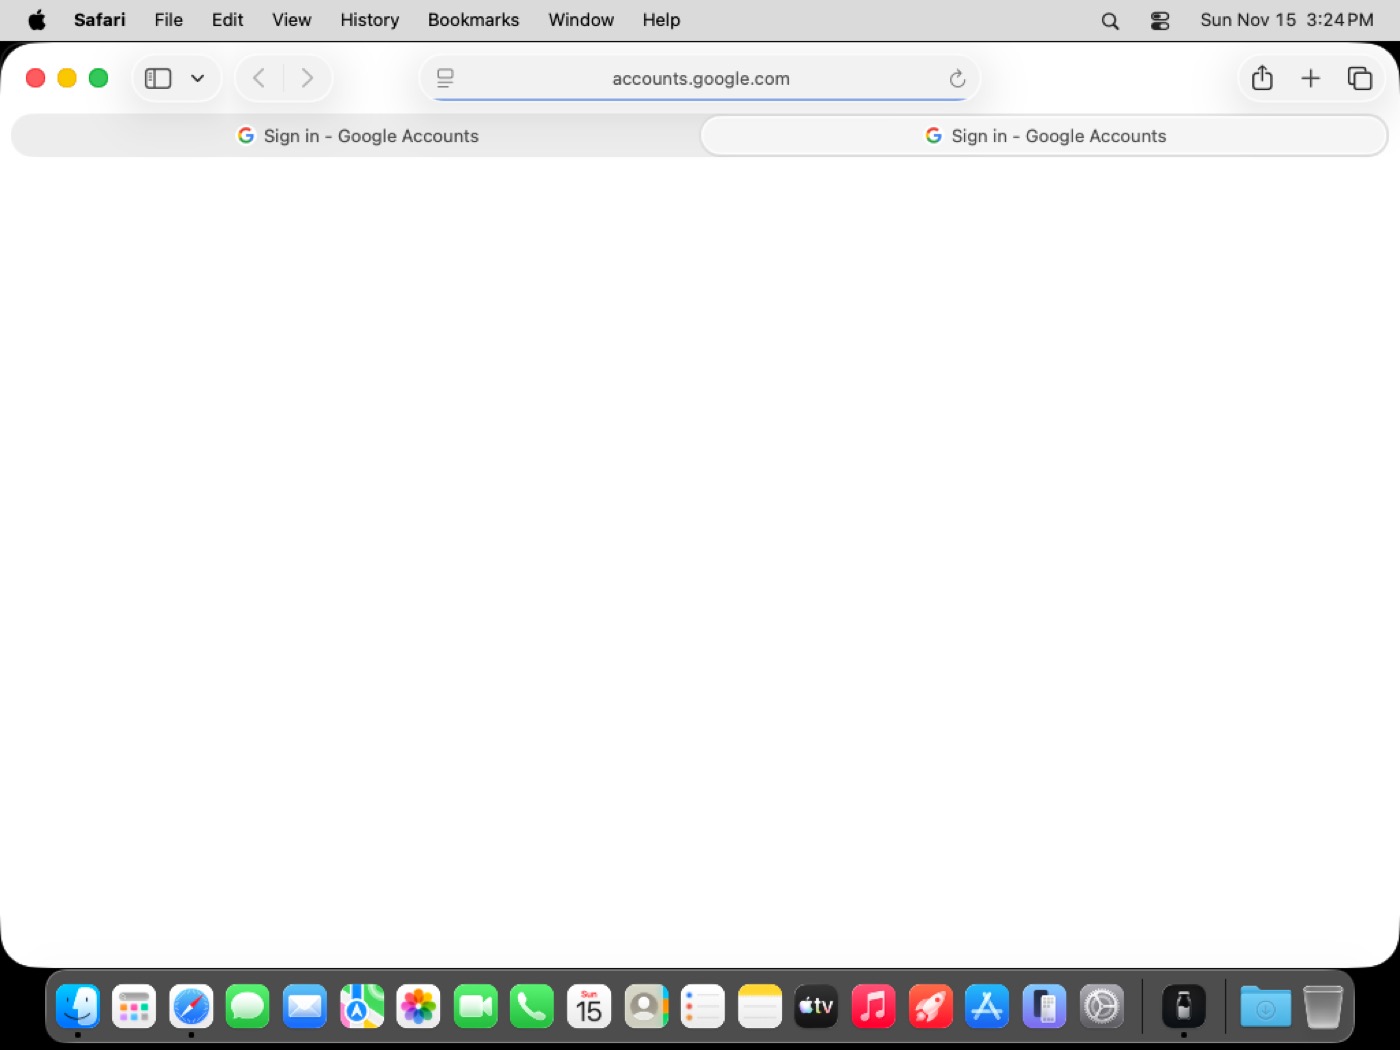 Safari File Edit View History Bookmarks Window Help Sun Nov 15 3:24 PM
accounts.google.com
Sign in - Google Accounts Sign in - Google Accounts
Sun
15
tv